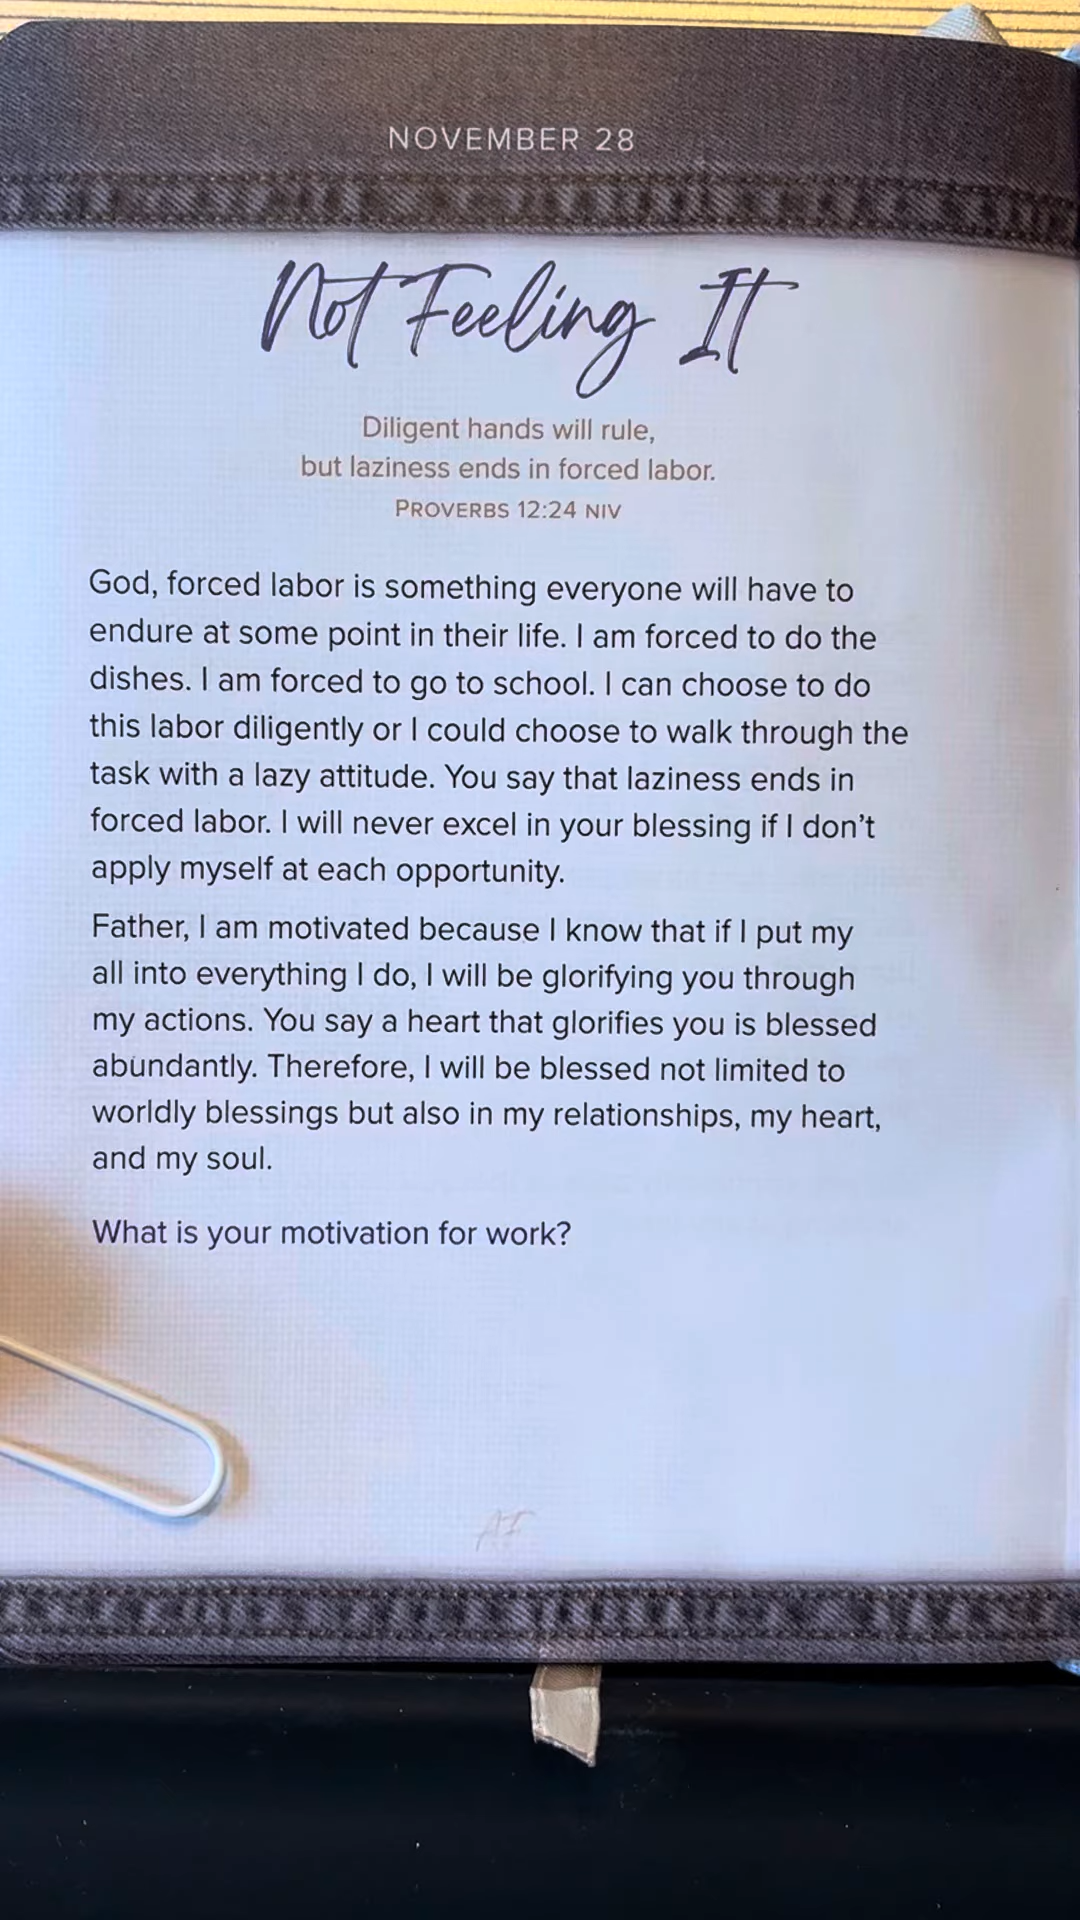 NOVEMBER 28
Not Feeling It
Diligent hands will rule,
but laziness ends in forced labor.
PROVERBS 12:24 NIV
God, forced labor is something everyone will have to
endure at some point in their life. I am forced to do the
dishes. I am forced to go to school. I can choose to do
this labor diligently or I could choose to walk through the
task with a lazy attitude. You say that laziness ends in
forced labor. I will never excel in your blessing if I don’t
apply myself at each opportunity.
Father, I am motivated because I know that if I put my
all into everything I do, I will be glorifying you through
my actions. You say a heart that glorifies you is blessed
abundantly. Therefore, I will be blessed not limited to
worldly blessings but also in my relationships, my heart,
and my soul.
What is your motivation for work?